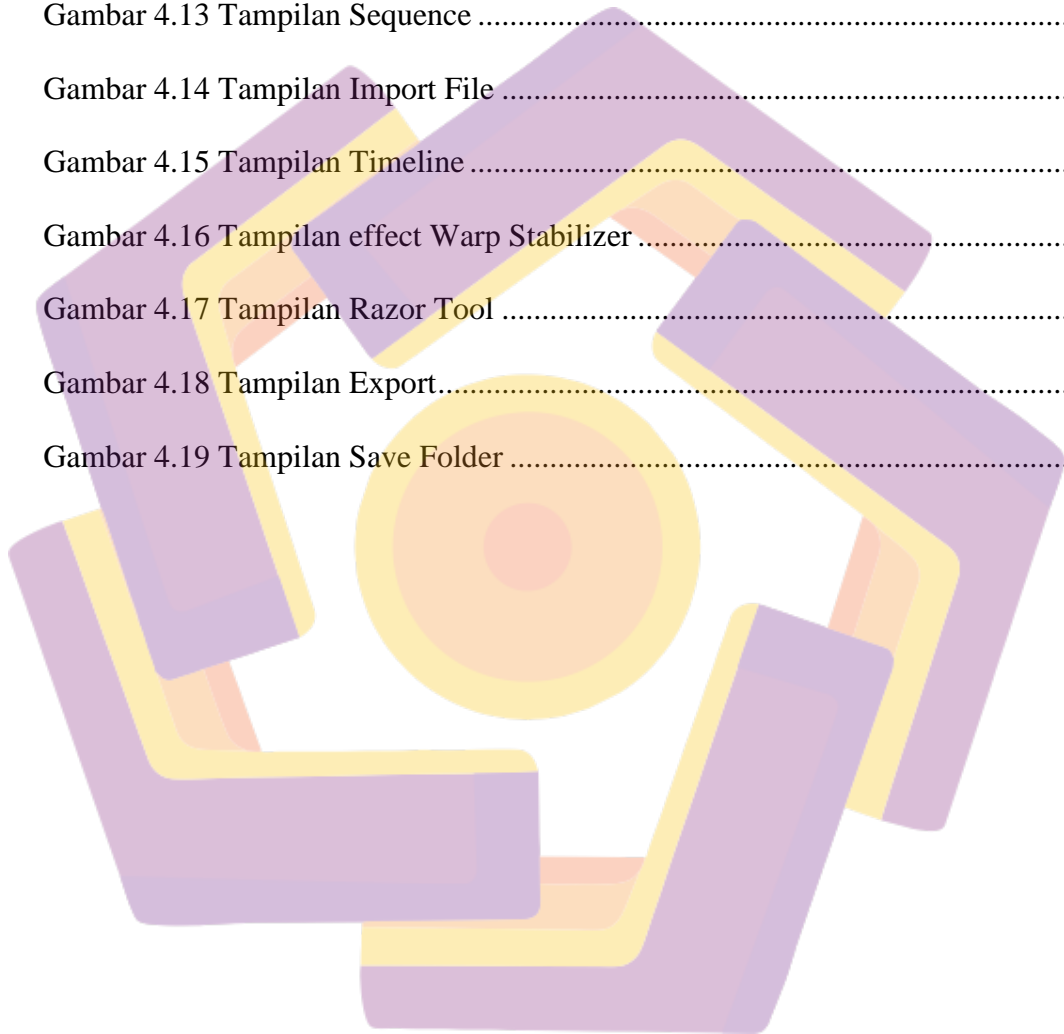 Gambar 4.13 Tampilan Sequence ........................................................................
Gambar 4.14 Tampilan Import File .....................................................................
Gambar 4.15 Tampilan Timeline .........................................................................
Gambar 4.16 Tampilan effect Warp Stabilizer ....................................................
Gambar 4.17 Tampilan Razor Tool .....................................................................
Gambar 4.18 Tampilan Export.............................................................................
Gambar 4.19 Tampilan Save Folder ....................................................................